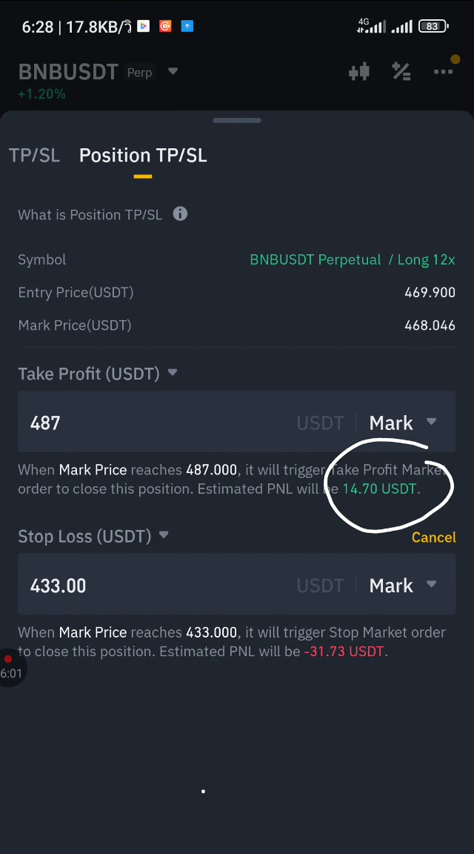 6:28 | 17.8KB/วิ
4G
83
BNBUSDT Perp
+1.20%
TP/SL Position TP/SL
What is Position TP/SL
Symbol BNBUSDT Perpetual / Long 12x
Entry Price(USDT) 469.900
Mark Price(USDT) 468.046
Take Profit (USDT)
487 USDT Mark
When Mark Price reaches 487.000, it will trigger Take Profit Market
order to close this position. Estimated PNL will be 14.70 USDT.
Stop Loss (USDT) Cancel
433.00 USDT Mark
When Mark Price reaches 433.000, it will trigger Stop Market order
to close this position. Estimated PNL will be -31.73 USDT.
6:01